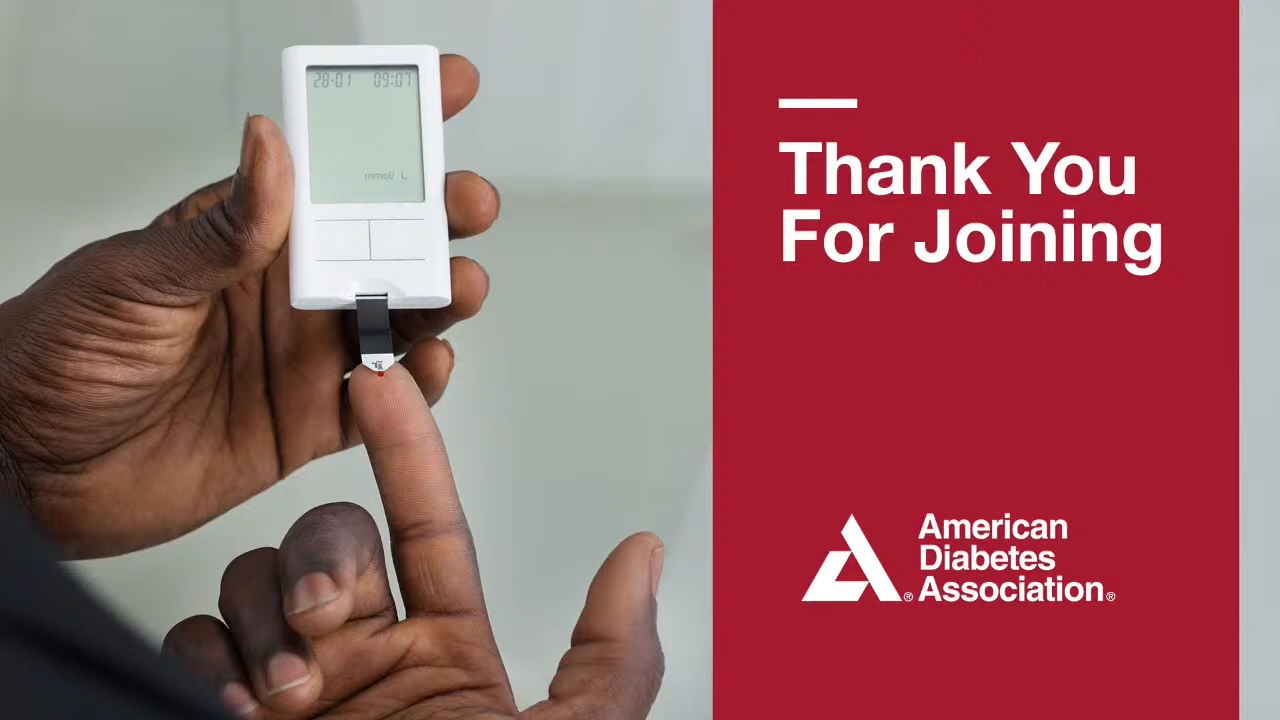 28-01 09:07
mmol/ L
Thank You
For Joining
American
Diabetes
® Association®